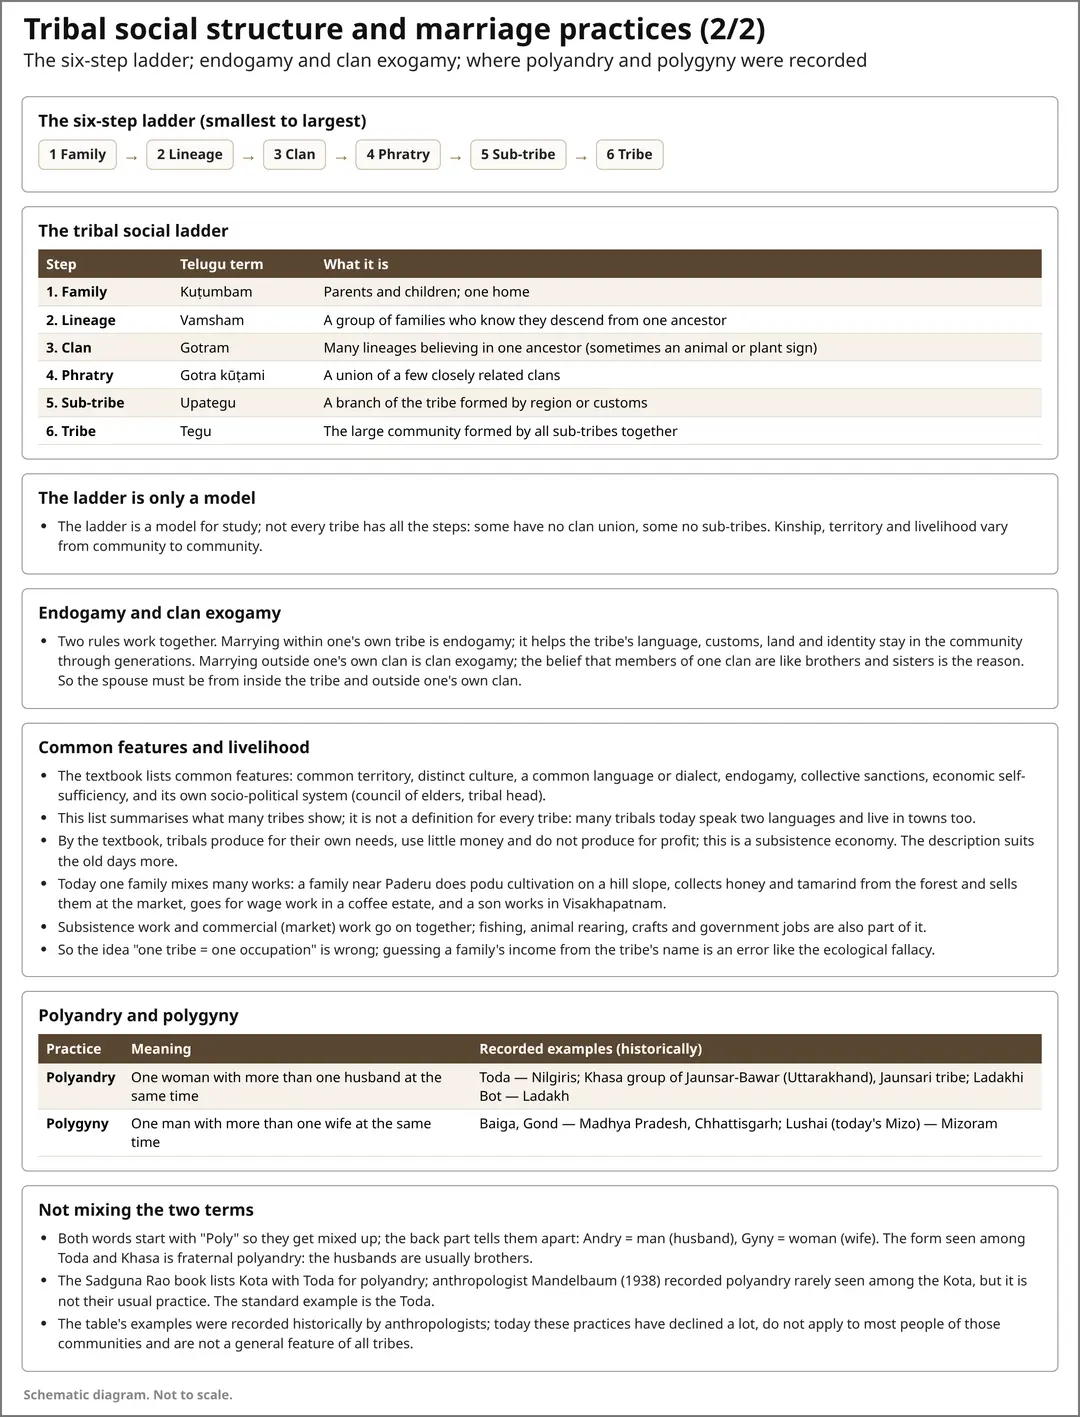 Tribal social structure and marriage practices (2/2)
The six-step ladder; endogamy and clan exogamy; where polyandry and polygyny were recorded
The six-step ladder (smallest to largest)
1 Family → 2 Lineage → 3 Clan → 4 Phratry → 5 Sub-tribe → 6 Tribe
The tribal social ladder
Step Telugu term What it is
1. Family Kuṭumbam Parents and children; one home
2. Lineage Vamsham A group of families who know they descend from one ancestor
3. Clan Gotram Many lineages believing in one ancestor (sometimes an animal or plant sign)
4. Phratry Gotra kūṭami A union of a few closely related clans
5. Sub-tribe Upategu A branch of the tribe formed by region or customs
6. Tribe Tegu The large community formed by all sub-tribes together
The ladder is only a model
• The ladder is a model for study; not every tribe has all the steps: some have no clan union, some no sub-tribes. Kinship, territory and livelihood vary
from community to community.
Endogamy and clan exogamy
• Two rules work together. Marrying within one's own tribe is endogamy; it helps the tribe's language, customs, land and identity stay in the community
through generations. Marrying outside one's own clan is clan exogamy; the belief that members of one clan are like brothers and sisters is the reason.
So the spouse must be from inside the tribe and outside one's own clan.
Common features and livelihood
• The textbook lists common features: common territory, distinct culture, a common language or dialect, endogamy, collective sanctions, economic self-
sufficiency, and its own socio-political system (council of elders, tribal head).
• This list summarises what many tribes show; it is not a definition for every tribe: many tribals today speak two languages and live in towns too.
• By the textbook, tribals produce for their own needs, use little money and do not produce for profit; this is a subsistence economy. The description suits
the old days more.
• Today one family mixes many works: a family near Paderu does podu cultivation on a hill slope, collects honey and tamarind from the forest and sells
them at the market, goes for wage work in a coffee estate, and a son works in Visakhapatnam.
• Subsistence work and commercial (market) work go on together; fishing, animal rearing, crafts and government jobs are also part of it.
• So the idea "one tribe = one occupation" is wrong; guessing a family's income from the tribe's name is an error like the ecological fallacy.
Polyandry and polygyny
Practice Meaning Recorded examples (historically)
Polyandry One woman with more than one husband at the Toda — Nilgiris; Khasa group of Jaunsar-Bawar (Uttarakhand), Jaunsari tribe; Ladakhi
same time Bot — Ladakh
Polygyny One man with more than one wife at the same Baiga, Gond — Madhya Pradesh, Chhattisgarh; Lushai (today's Mizo) — Mizoram
time
Not mixing the two terms
• Both words start with "Poly" so they get mixed up; the back part tells them apart: Andry = man (husband), Gyny = woman (wife). The form seen among
Toda and Khasa is fraternal polyandry: the husbands are usually brothers.
• The Sadguna Rao book lists Kota with Toda for polyandry; anthropologist Mandelbaum (1938) recorded polyandry rarely seen among the Kota, but it is
not their usual practice. The standard example is the Toda.
• The table's examples were recorded historically by anthropologists; today these practices have declined a lot, do not apply to most people of those
communities and are not a general feature of all tribes.
Schematic diagram. Not to scale.